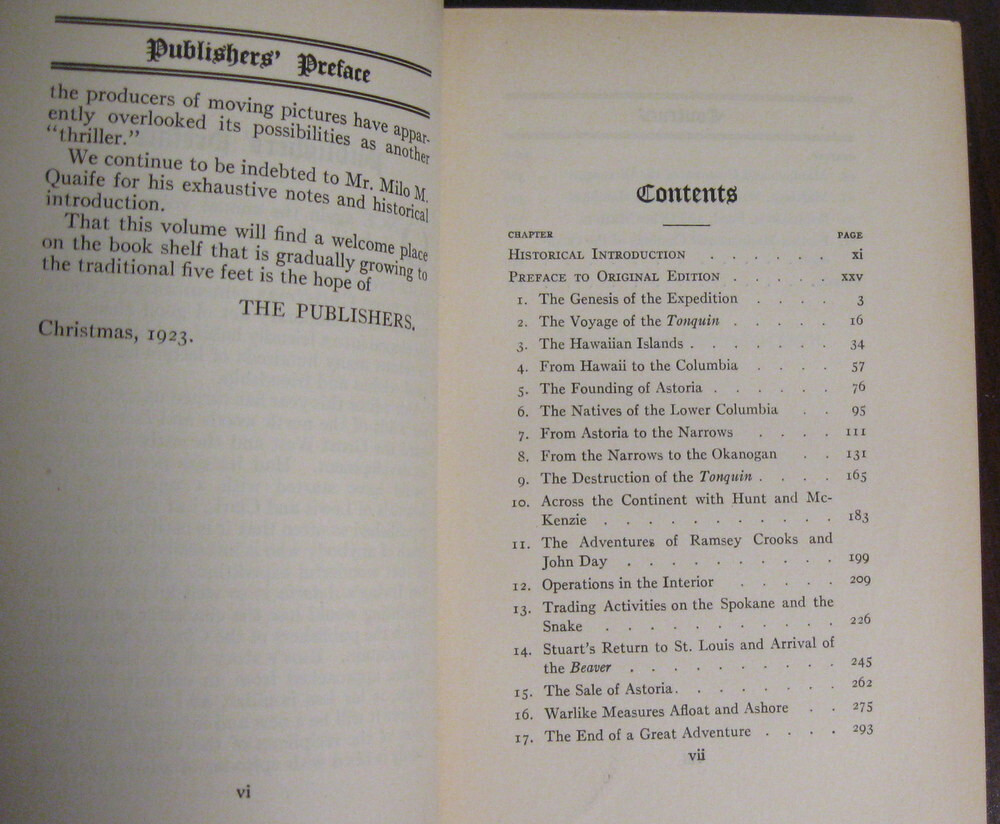 Publishers' Preface
the producers of moving pictures have appar-
ently overlooked its possibilities as another
"thriller."
We continue to be indebted to Mr. Milo M.
Quaife for his exhaustive notes and historical
introduction.
That this volume will find a welcome place
on the book shelf that is gradually growing to
the traditional five feet is the hope of
THE PUBLISHERS.
Christmas, 1923.
vi
Contents
CHAPTER PAGE
HISTORICAL INTRODUCTION . . . . . . xi
PREFACE TO ORIGINAL EDITION . . . . . xxv
1. The Genesis of the Expedition . . . . 3
2. The Voyage of the Tonquin . . . . . 16
3. The Hawaiian Islands . . . . . . . 34
4. From Hawaii to the Columbia . . . . 57
5. The Founding of Astoria . . . . . . 76
6. The Natives of the Lower Columbia . . 95
7. From Astoria to the Narrows . . . . 111
8. From the Narrows to the Okanogan . . 131
9. The Destruction of the Tonquin . . . . 165
10. Across the Continent with Hunt and Mc-
Kenzie . . . . . . . . . . . 183
11. The Adventures of Ramsey Crooks and
John Day . . . . . . . . . . 199
12. Operations in the Interior . . . . . 209
13. Trading Activities on the Spokane and the
Snake . . . . . . . . . . . 226
14. Stuart's Return to St. Louis and Arrival of
the Beaver . . . . . . . . . . 245
15. The Sale of Astoria . . . . . . . 262
16. Warlike Measures Afloat and Ashore . . 275
17. The End of a Great Adventure . . . . 293
vii